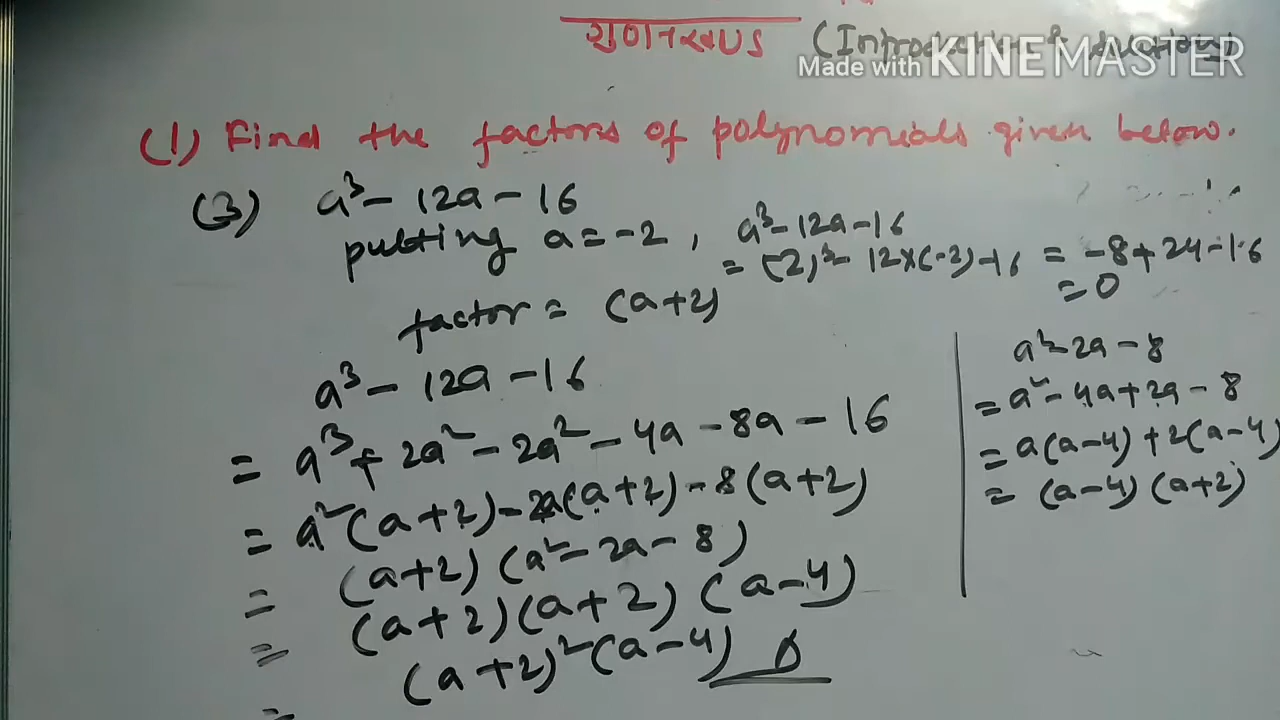 গুণনখণ্ড (Introduction &
Made with KINEMASTER
(1) Find the factors of polynomials given below.
(3) a³ - 12a - 16
putting a = -2, a³ - 12a - 16
= (-2)³ - 12×(-2) - 16 = -8 + 24 - 16
= 0
factor = (a+2)
a³ - 12a - 16
= a³ + 2a² - 2a² - 4a - 8a - 16
= a²(a+2) - 2a(a+2) - 8(a+2)
= (a+2) (a² - 2a - 8)
= (a+2)(a+2) (a-4)
= (a+2)²(a-4)
a² - 2a - 8
= a² - 4a + 2a - 8
= a(a-4) + 2(a-4)
= (a-4) (a+2)